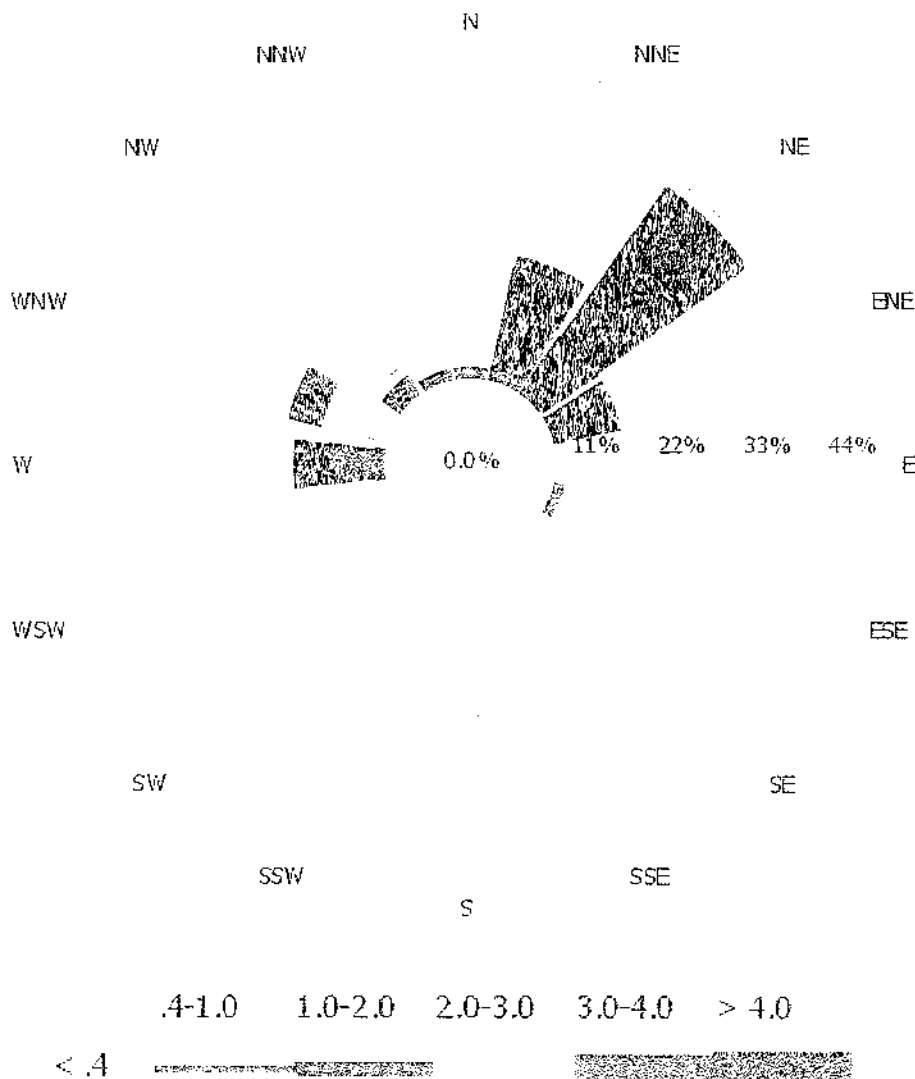 N
NNW NNE
NW NE
WNW ENE
11% 22% 33% 44%
W 0.0% E
WSW ESE
SW SE
SSW SSE
S
.4-1.0 1.0-2.0 2.0-3.0 3.0-4.0 > 4.0
< .4